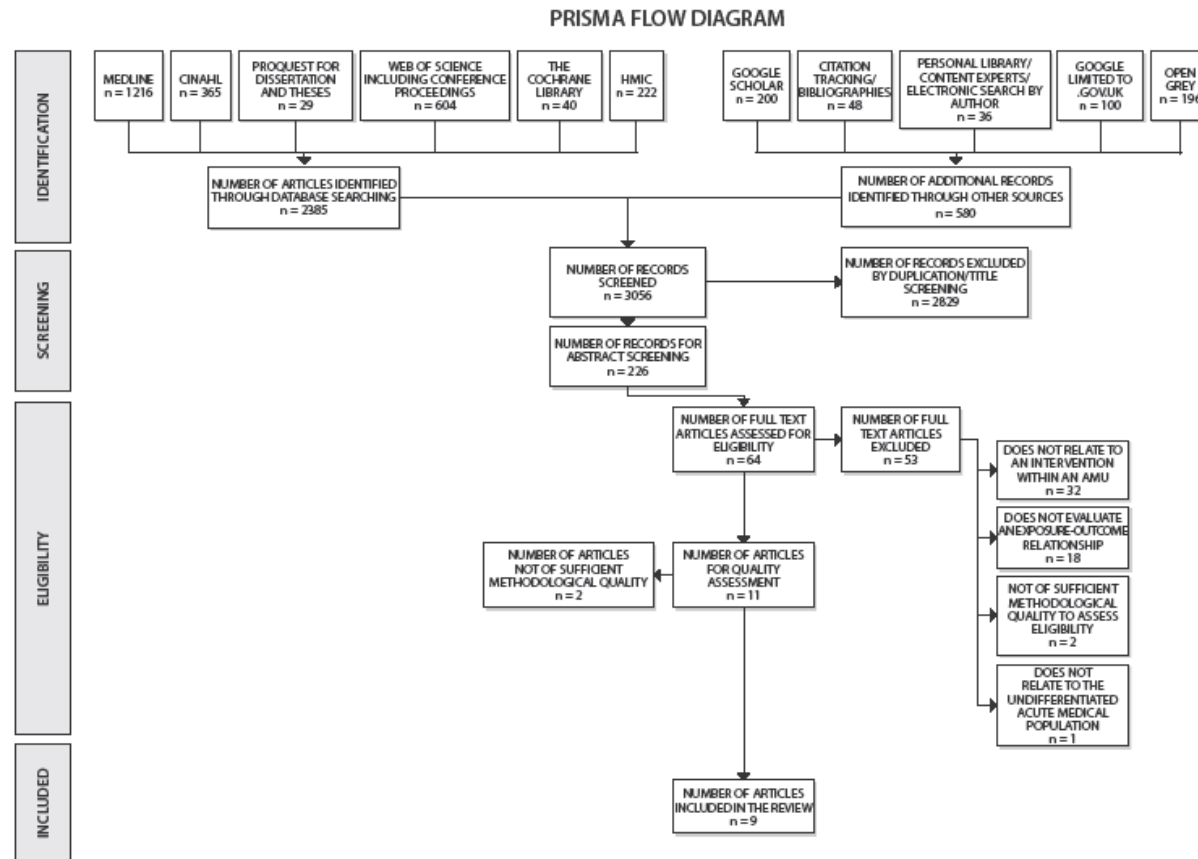 PRISMA FLOW DIAGRAM
IDENTIFICATION
MEDLINE
n = 1216
CINAHL
n = 365
PROQUEST FOR
DISSERTATION
AND THESES
n = 29
WEB OF SCIENCE
INCLUDING CONFERENCE
PROCEEDINGS
n = 604
THE
COCHRANE
LIBRARY
n = 40
HMIC
n = 222
GOOGLE
SCHOLAR
n = 200
CITATION
TRACKING/
BIBLIOGRAPHIES
n = 48
PERSONAL LIBRARY/
CONTENT EXPERTS/
ELECTRONIC SEARCH BY
AUTHOR
n = 36
GOOGLE
LIMITED TO
.GOV.UK
n = 100
OPEN
GREY
n = 196
NUMBER OF ARTICLES IDENTIFIED
THROUGH DATABASE SEARCHING
n = 2385
NUMBER OF ADDITIONAL RECORDS
IDENTIFIED THROUGH OTHER SOURCES
n = 580
SCREENING
NUMBER OF RECORDS
SCREENED
n = 3056
NUMBER OF RECORDS EXCLUDED
BY DUPLICATION/TITLE
SCREENING
n = 2829
NUMBER OF RECORDS FOR
ABSTRACT SCREENING
n = 226
ELIGIBILITY
NUMBER OF FULL TEXT
ARTICLES ASSESSED FOR
ELIGIBILITY
n = 64
NUMBER OF FULL
TEXT ARTICLES
EXCLUDED
n = 53
DOES NOT RELATE TO
AN INTERVENTION
WITHIN AN AMU
n = 32
DOES NOT EVALUATE
AN EXPOSURE-OUTCOME
RELATIONSHIP
n = 18
NOT OF SUFFICIENT
METHODOLOGICAL
QUALITY TO ASSESS
ELIGIBILITY
n = 2
DOES NOT
RELATE TO THE
UNDIFFERENTIATED
ACUTE MEDICAL
POPULATION
n = 1
NUMBER OF ARTICLES
NOT OF SUFFICIENT
METHODOLOGICAL QUALITY
n = 2
NUMBER OF ARTICLES
FOR QUALITY
ASSESSMENT
n = 11
INCLUDED
NUMBER OF ARTICLES
INCLUDED IN THE REVIEW
n = 9